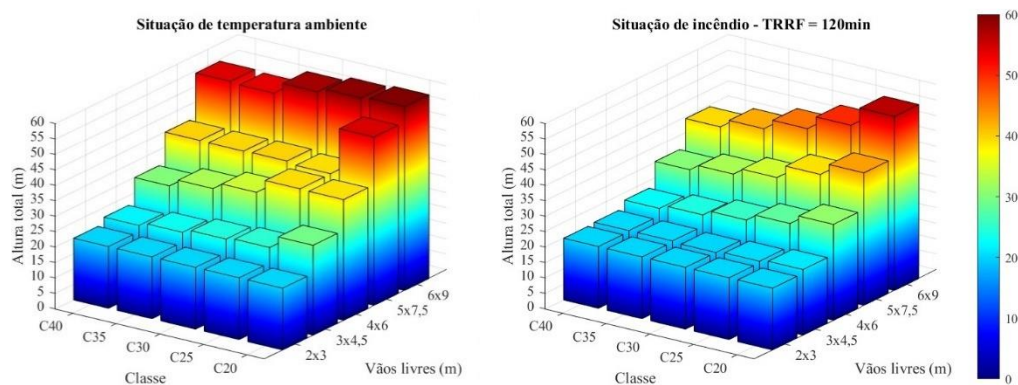 Situação de temperatura ambiente
Altura total (m)
60
55
50
45
40
35
30
25
20
15
10
5
0
C40
C35
C30
C25
C20
Classe
2x3
3x4,5
4x6
5x7,5
6x9
Vãos livres (m)
Situação de incêndio - TRRF = 120min
Altura total (m)
60
55
50
45
40
35
30
25
20
15
10
5
0
C40
C35
C30
C25
C20
Classe
2x3
3x4,5
4x6
5x7,5
6x9
Vãos livres (m)
60
50
40
30
20
10
0